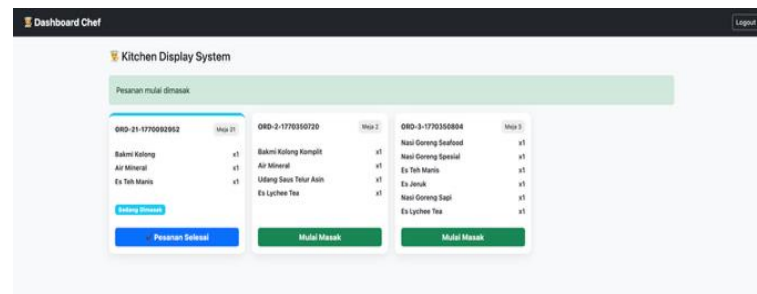 Dashboard Chef
Logout
Kitchen Display System
Pesanan mulai dimasak
ORD-21-1770092952 Meja 21
Bakmi Kolong x1
Air Mineral x1
Es Teh Manis x1
Sedang Dimasak
Pesanan Selesai
ORD-2-1770350720 Meja 2
Bakmi Kolong Komplit x1
Air Mineral x1
Udang Saus Telur Asin x1
Es Lychee Tea x1
Mulai Masak
ORD-3-1770350804 Meja 3
Nasi Goreng Seafood x1
Nasi Goreng Spesial x1
Es Teh Manis x1
Es Jeruk x1
Nasi Goreng Sapi x1
Es Lychee Tea x1
Mulai Masak